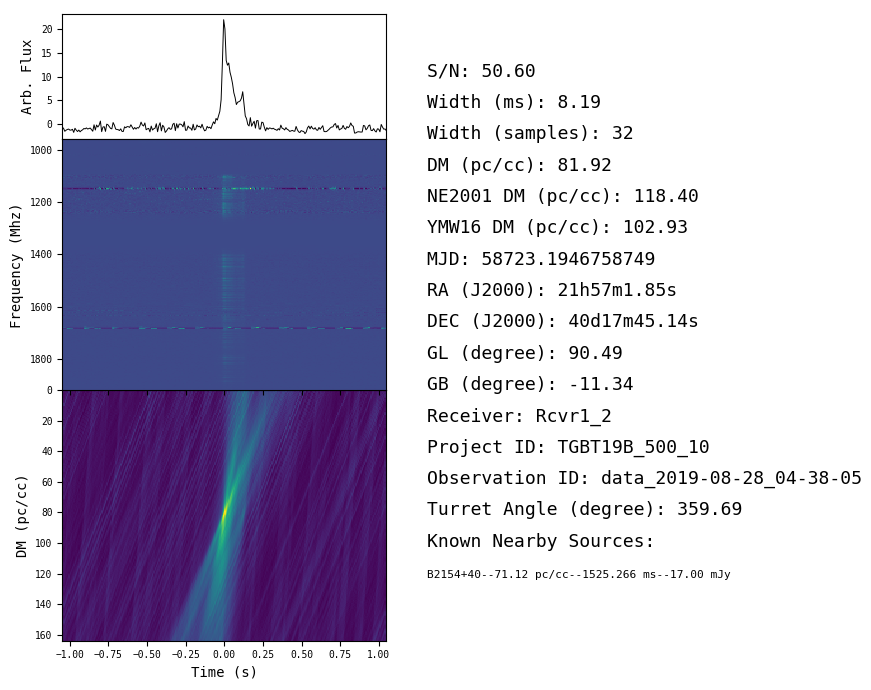 20
15
10
5
0
Arb. Flux
1000
1200
1400
1600
1800
Frequency (Mhz)
0
20
40
60
80
100
120
140
160
DM (pc/cc)
−1.00 −0.75 −0.50 −0.25 0.00 0.25 0.50 0.75 1.00
Time (s)
S/N: 50.60
Width (ms): 8.19
Width (samples): 32
DM (pc/cc): 81.92
NE2001 DM (pc/cc): 118.40
YMW16 DM (pc/cc): 102.93
MJD: 58723.1946758749
RA (J2000): 21h57m1.85s
DEC (J2000): 40d17m45.14s
GL (degree): 90.49
GB (degree): -11.34
Receiver: Rcvr1_2
Project ID: TGBT19B_500_10
Observation ID: data_2019-08-28_04-38-05
Turret Angle (degree): 359.69
Known Nearby Sources:
B2154+40--71.12 pc/cc--1525.266 ms--17.00 mJy